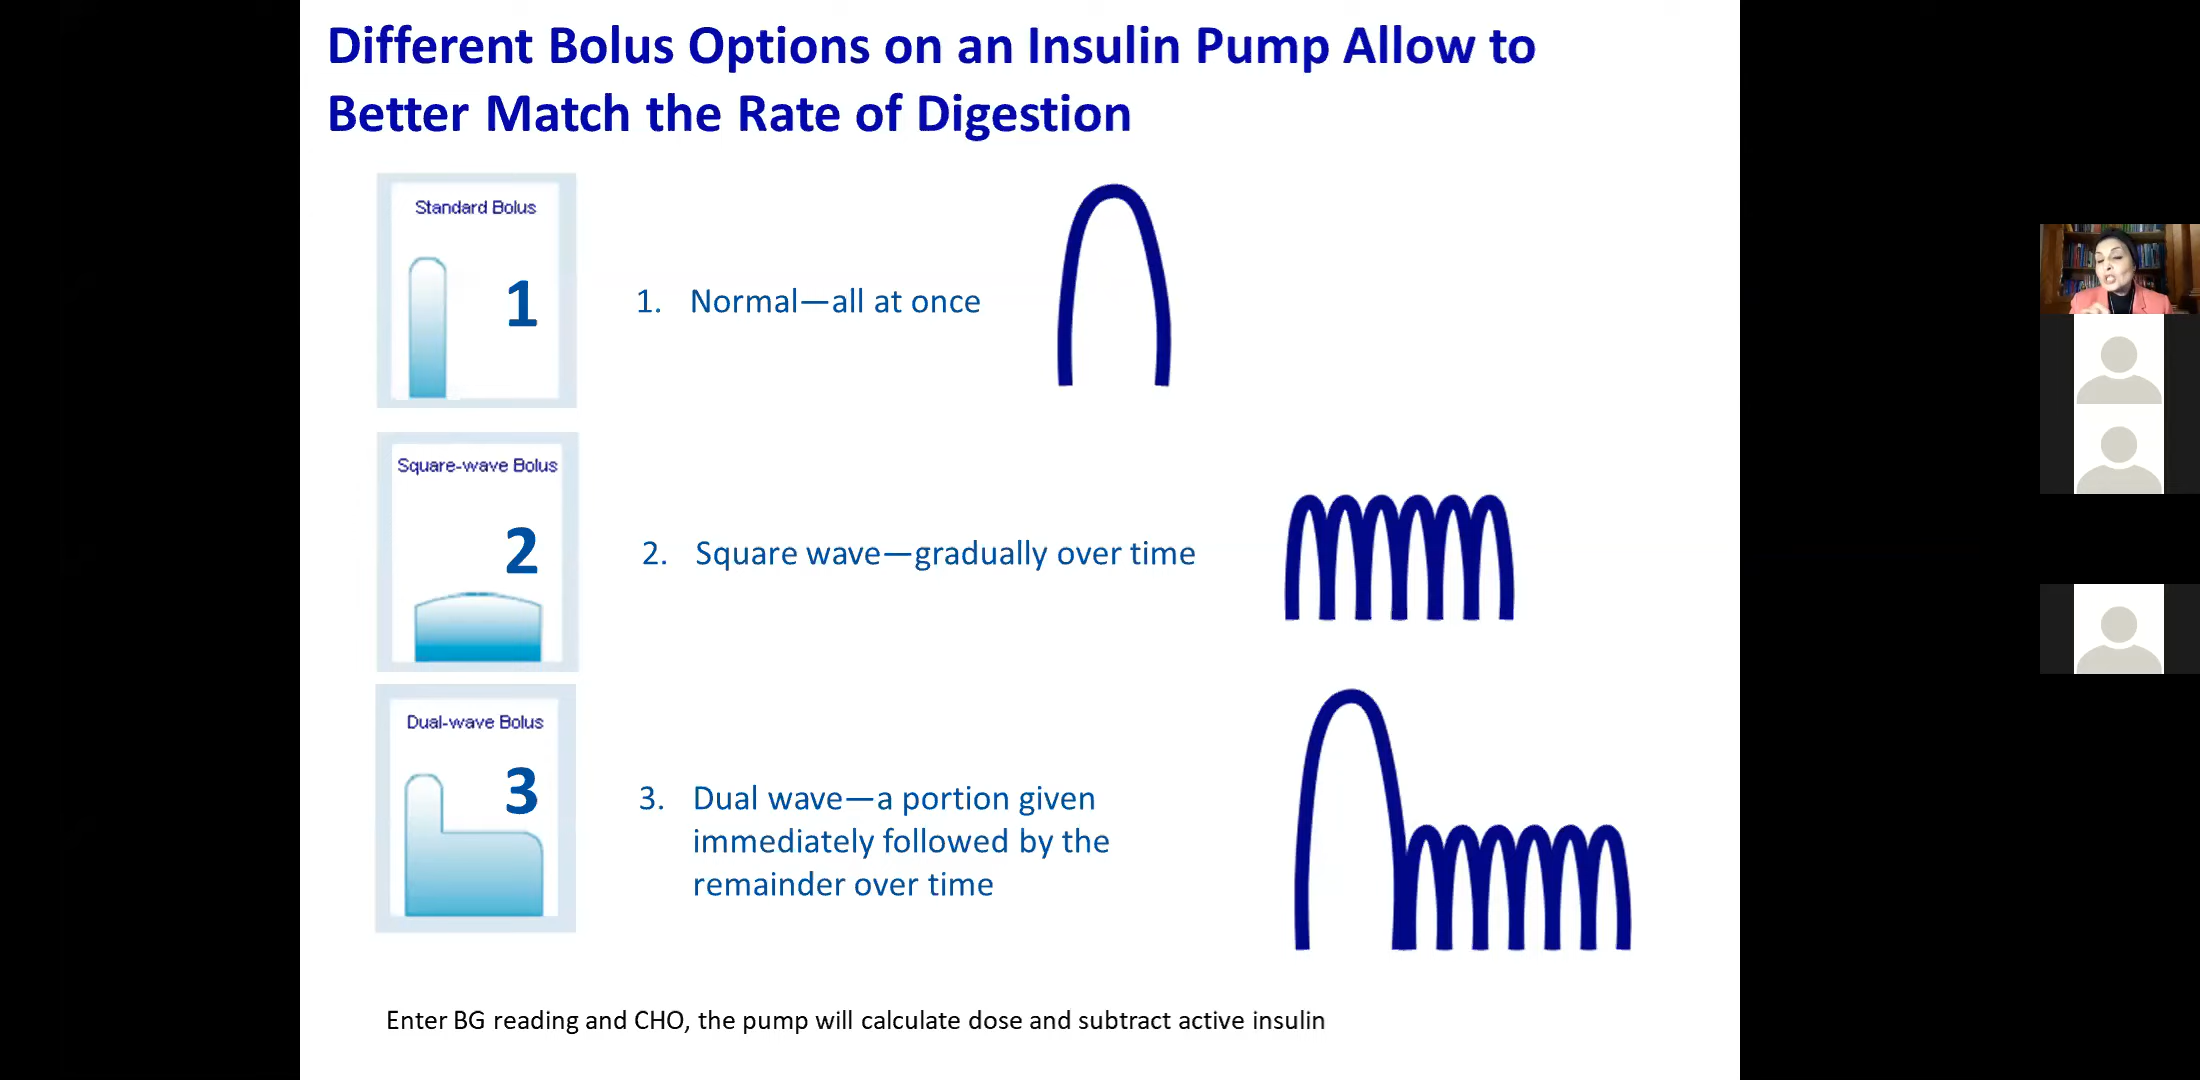 Different Bolus Options on an Insulin Pump Allow to
Better Match the Rate of Digestion
Standard Bolus
1
1. Normal—all at once
Square-wave Bolus
2
2. Square wave—gradually over time
Dual-wave Bolus
3
3. Dual wave—a portion given
immediately followed by the
remainder over time
Enter BG reading and CHO, the pump will calculate dose and subtract active insulin